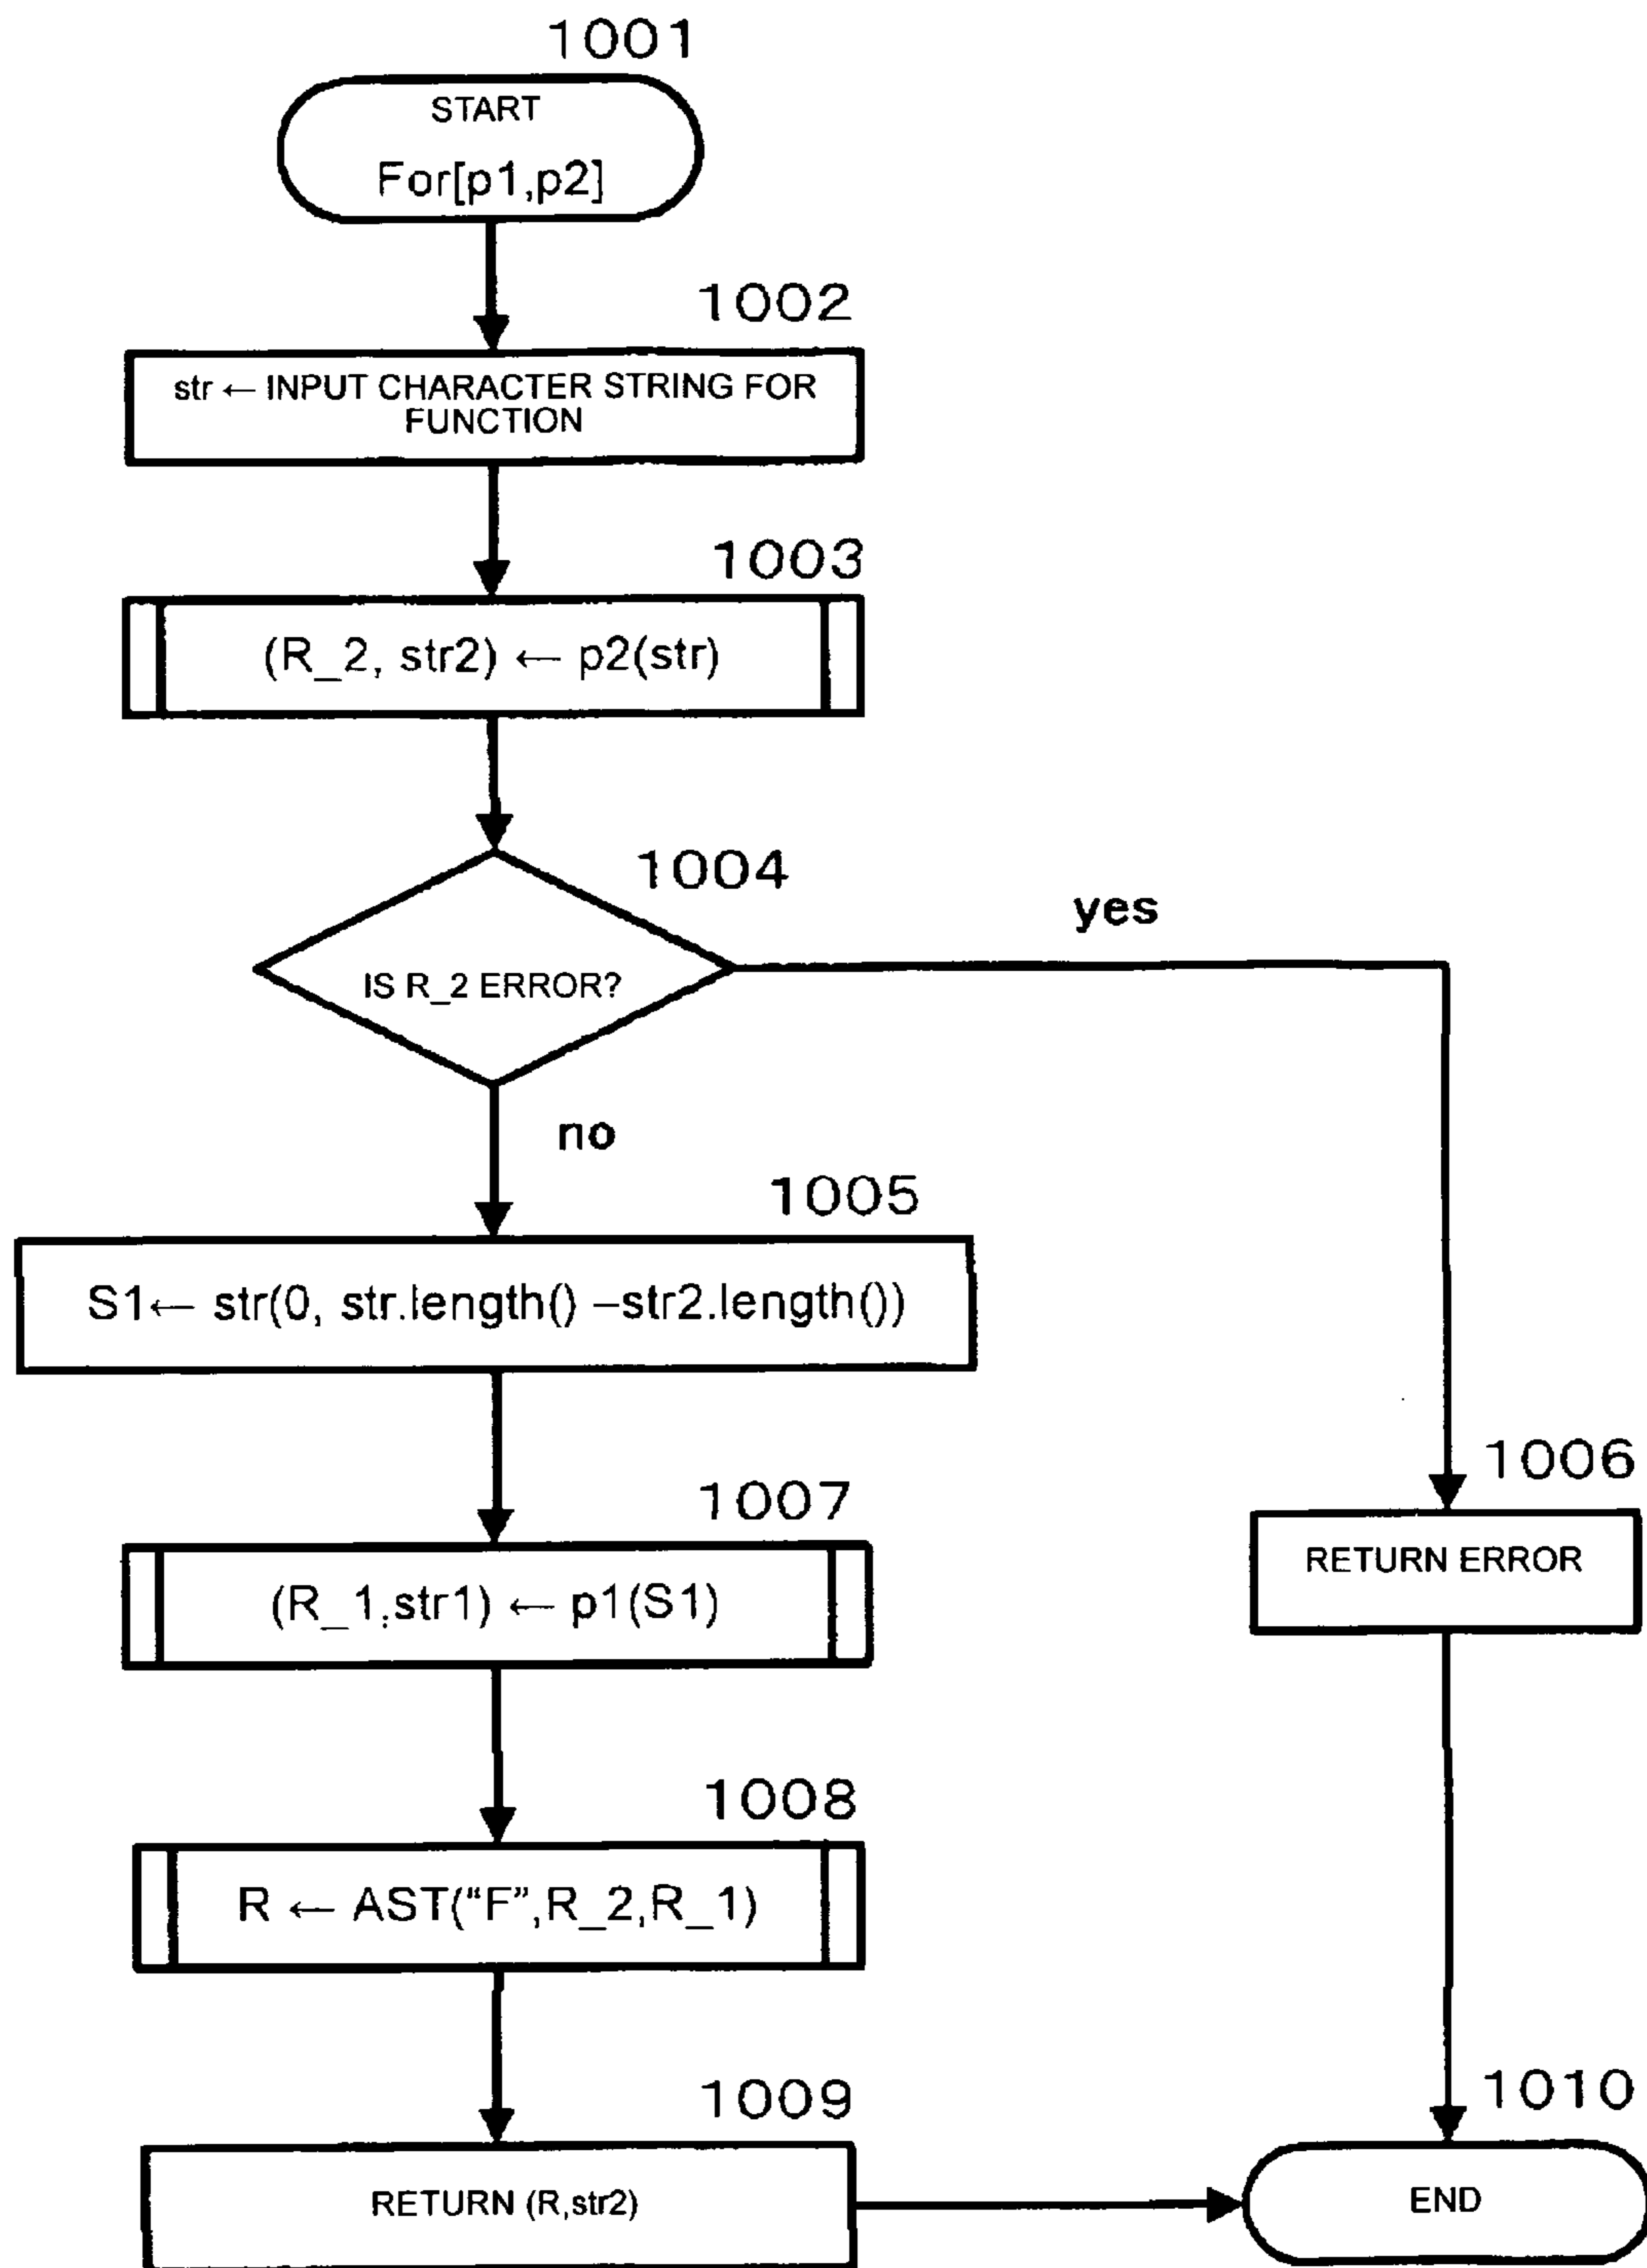 1001
START
For[p1,p2]
1002
str ← INPUT CHARACTER STRING FOR
FUNCTION
1003
(R_2, str2) ← p2(str)
1004
yes
IS R_2 ERROR?
no
1005
S1← str(0, str.length() –str2.length())
1006
RETURN ERROR
1007
(R_1.str1) ← p1(S1)
1008
R ← AST(“F”,R_2,R_1)
1009
RETURN (R,str2)
1010
END